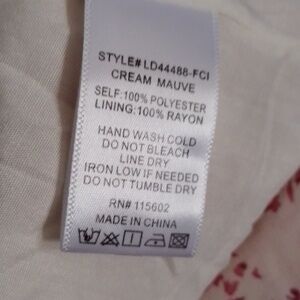 STYLE# LD44488-FCI
CREAM MAUVE
SELF:100% POLYESTER
LINING:100% RAYON
HAND WASH COLD
DO NOT BLEACH
LINE DRY
IRON LOW IF NEEDED
DO NOT TUMBLE DRY
RN# 115602
MADE IN CHINA